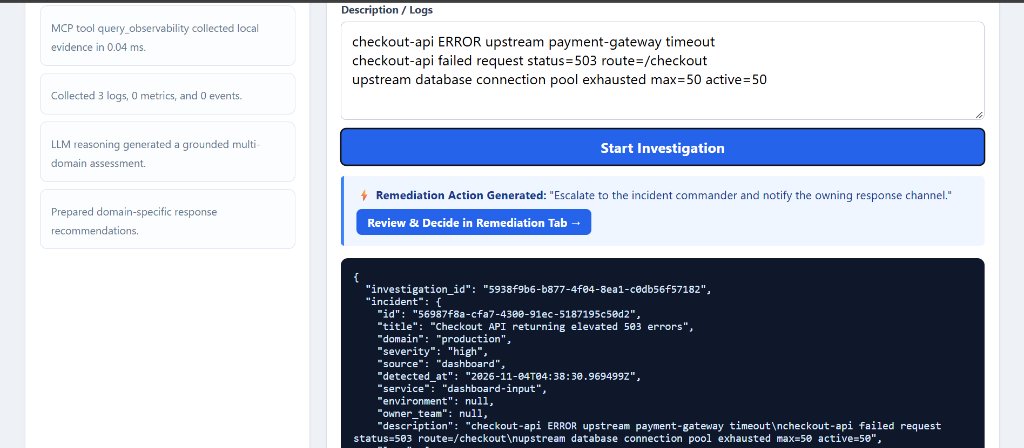 MCP tool query_observability collected local
evidence in 0.04 ms.
Collected 3 logs, 0 metrics, and 0 events.
LLM reasoning generated a grounded multi-
domain assessment.
Prepared domain-specific response
recommendations.
Description / Logs
checkout-api ERROR upstream payment-gateway timeout
checkout-api failed request status=503 route=/checkout
upstream database connection pool exhausted max=50 active=50
Start Investigation
⚡ Remediation Action Generated: "Escalate to the incident commander and notify the owning response channel."
Review & Decide in Remediation Tab →
{
"investigation_id": "5938f9b6-b877-4f04-8ea1-c0db56f57182",
"incident": {
"id": "56987f8a-cfa7-4300-91ec-5187195c50d2",
"title": "Checkout API returning elevated 503 errors",
"domain": "production",
"severity": "high",
"source": "dashboard",
"detected_at": "2026-11-04T04:38:30.969499Z",
"service": "dashboard-input",
"environment": null,
"owner_team": null,
"description": "checkout-api ERROR upstream payment-gateway timeout\ncheckout-api failed request
status=503 route=/checkout\nupstream database connection pool exhausted max=50 active=50",